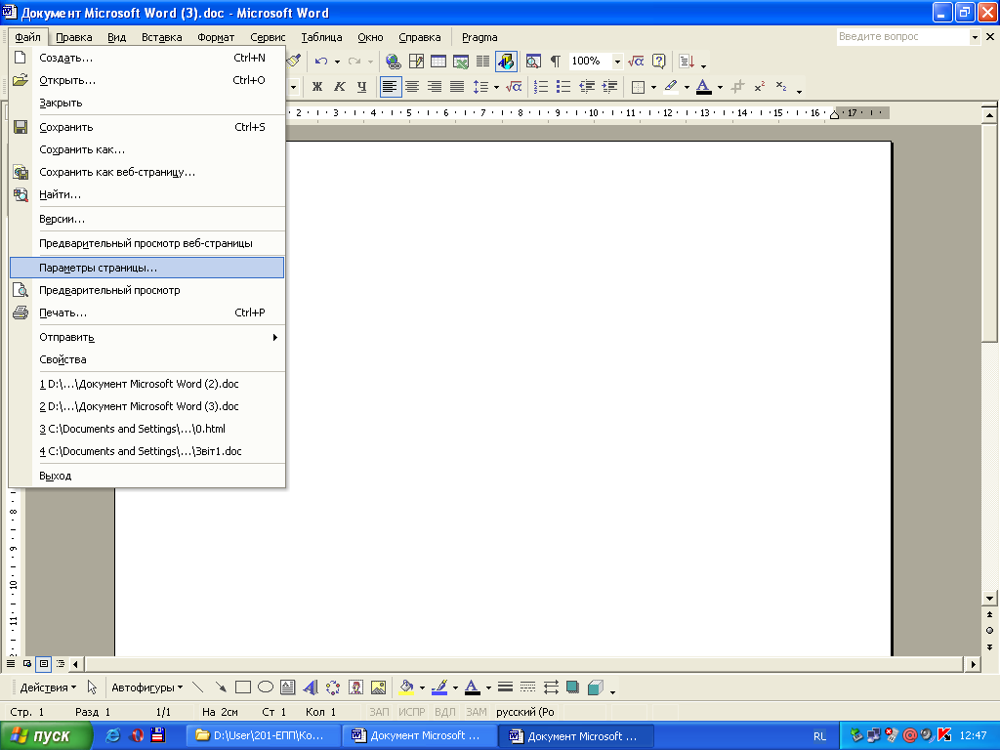 Документ Microsoft Word (3).doc - Microsoft Word
Файл Правка Вид Вставка Формат Сервис Таблица Окно Справка Pragma Введите вопрос
Создать... Ctrl+N
Открыть... Ctrl+O
Закрыть
Сохранить Ctrl+S
Сохранить как...
Сохранить как веб-страницу...
Найти...
Версии...
Предварительный просмотр веб-страницы
Параметры страницы...
Предварительный просмотр
Печать... Ctrl+P
Отправить
Свойства
1 D:\...\Документ Microsoft Word (2).doc
2 D:\...\Документ Microsoft Word (3).doc
3 C:\Documents and Settings\...\0.html
4 C:\Documents and Settings\...\Звіт1.doc
Выход
100%
Ж К Ч
2 3 4 5 6 7 8 9 10 11 12 13 14 15 16 17
8
9
10
11
Действия Автофигуры
Стр. 1 Разд 1 1/1 На 2см Ст 1 Кол 1 ЗАП ИСПР ВДЛ ЗАМ русский (Ро
пуск D:\User\201-ЕПП\Ко... Документ Microsoft ... Документ Microsoft ... RL 12:47